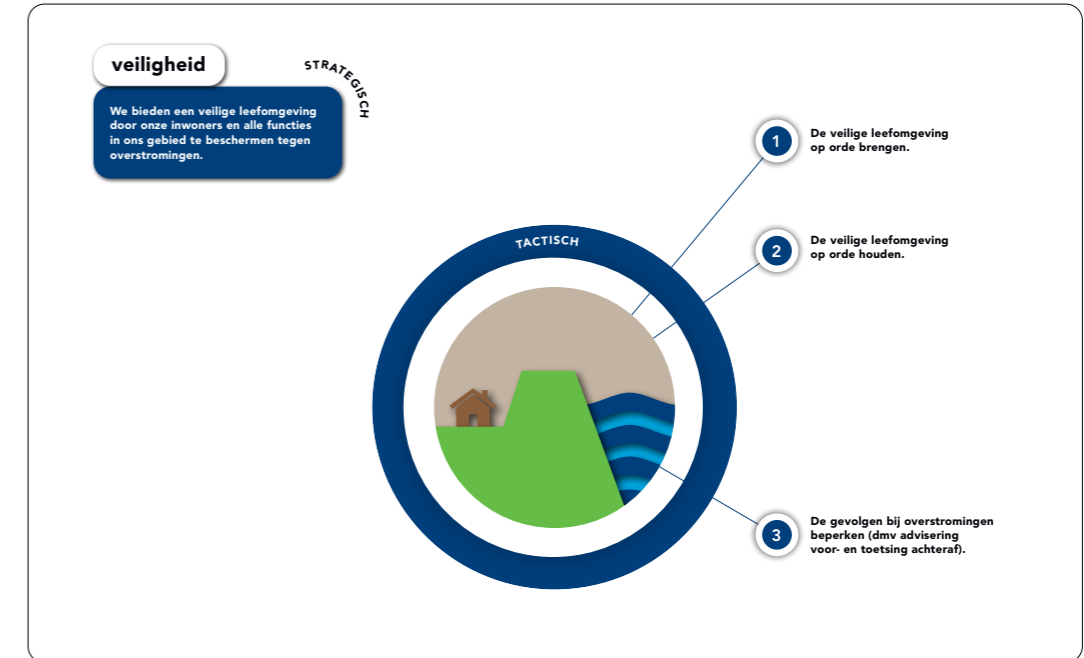 veiligheid
STRATEGISCH
We bieden een veilige leefomgeving
door onze inwoners en alle functies
in ons gebied te beschermen tegen
overstromingen.
TACTISCH
1
De veilige leefomgeving
op orde brengen.
2
De veilige leefomgeving
op orde houden.
3
De gevolgen bij overstromingen
beperken (dmv advisering
voor- en toetsing achteraf).